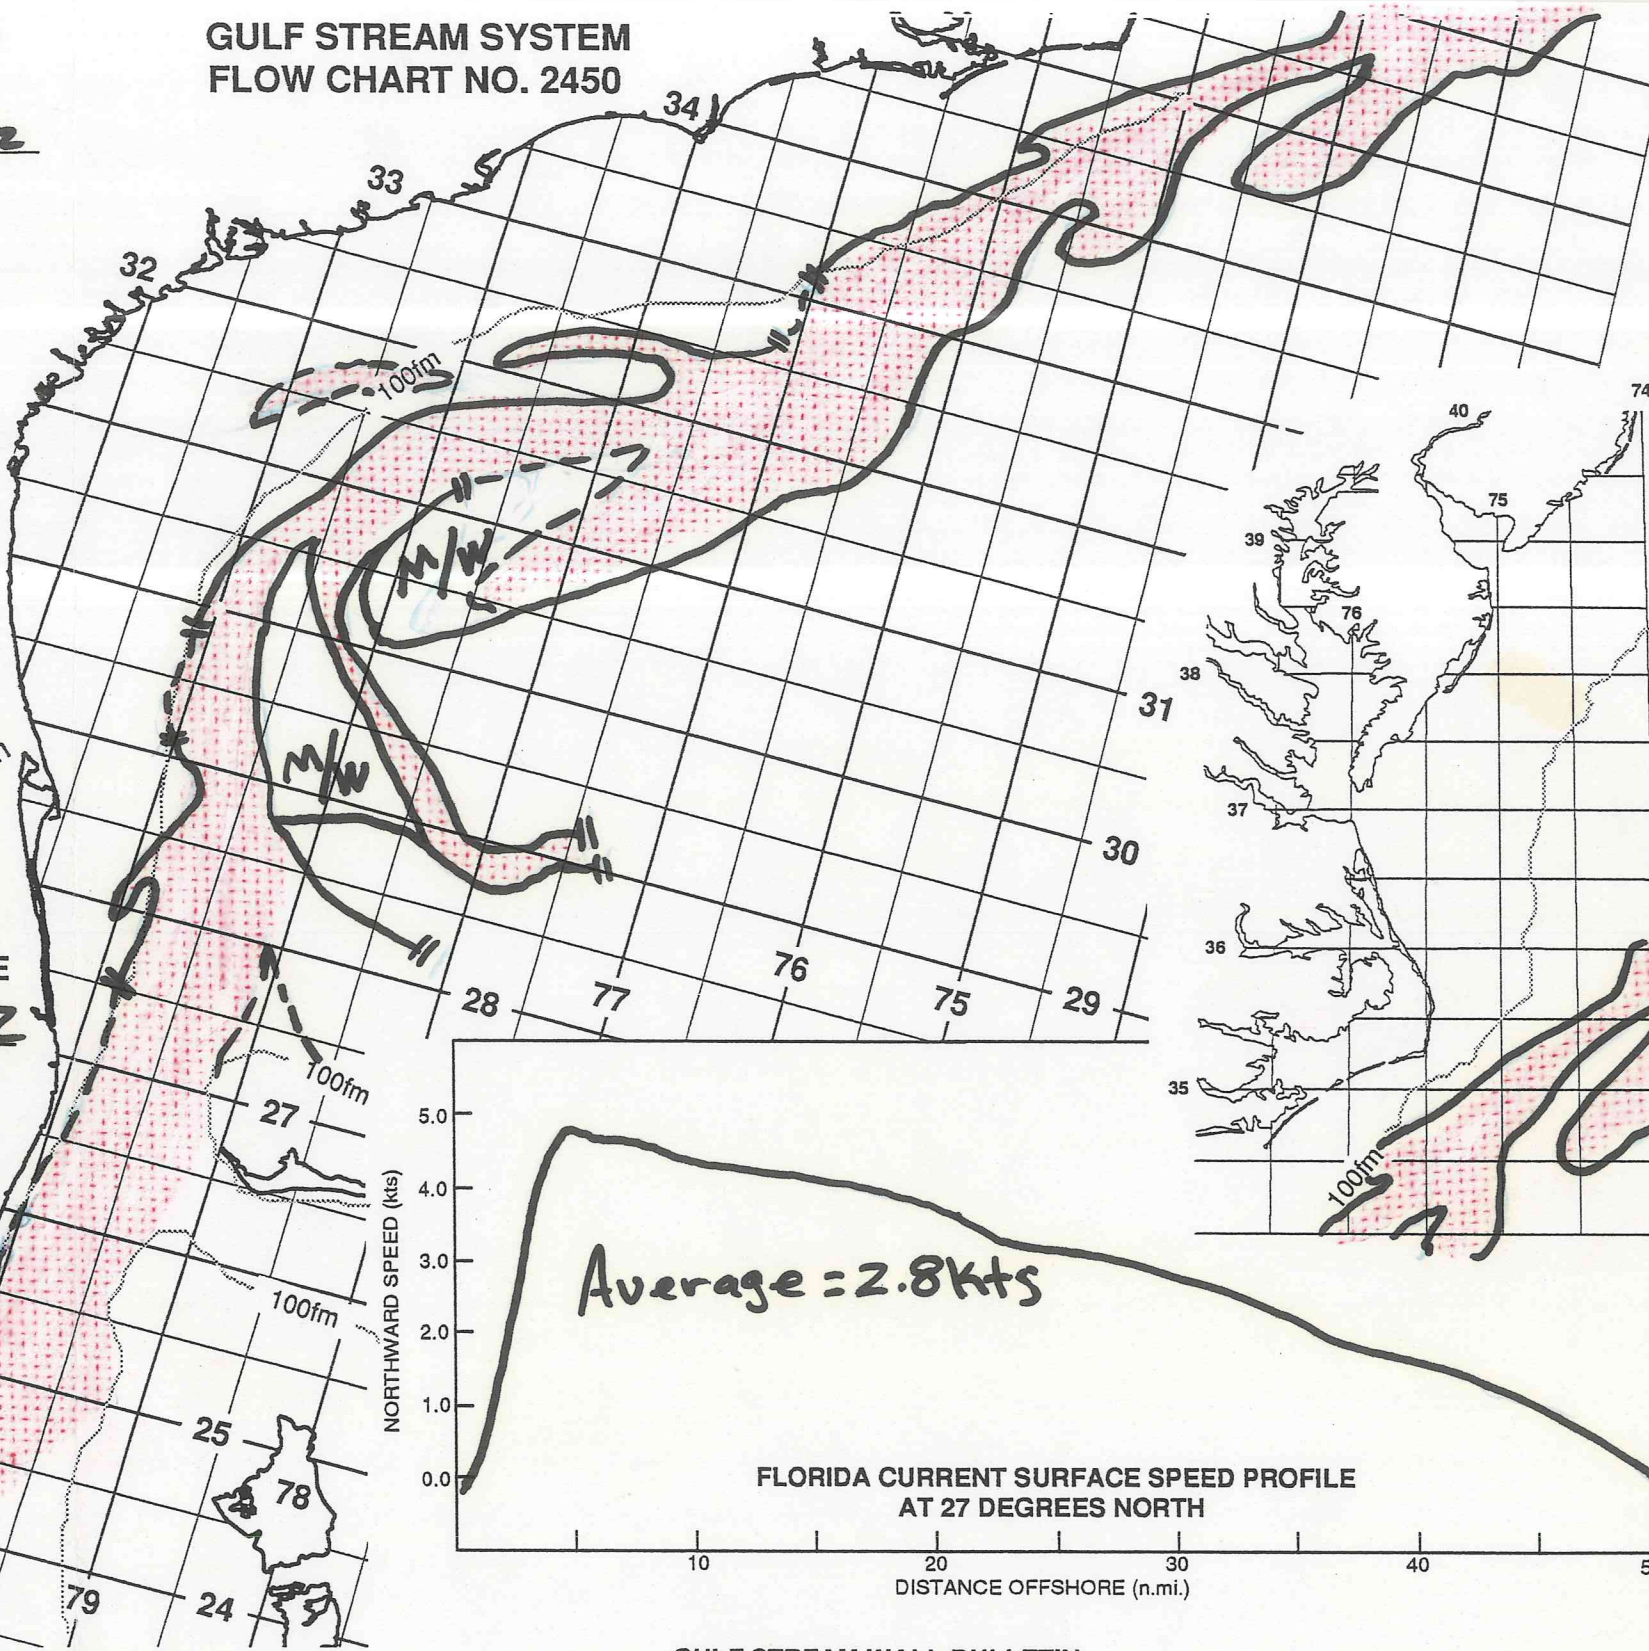 GULF STREAM SYSTEM
FLOW CHART NO. 2450
34
33
32
100fm
M/W
M/W
31
30
29
28
77
76
75
100fm
27
100fm
25
78
79
24
40
74
75
39
76
38
37
36
35
100fm
NORTHWARD SPEED (kts)
5.0
4.0
3.0
2.0
1.0
0.0
Average = 2.8kts
FLORIDA CURRENT SURFACE SPEED PROFILE
AT 27 DEGREES NORTH
10
20
30
40
DISTANCE OFFSHORE (n.mi.)